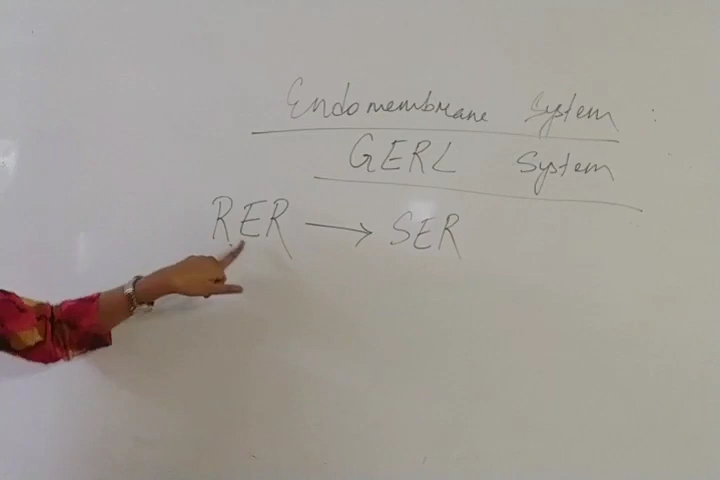 Endomembrane System :
GERL System
RER → SER